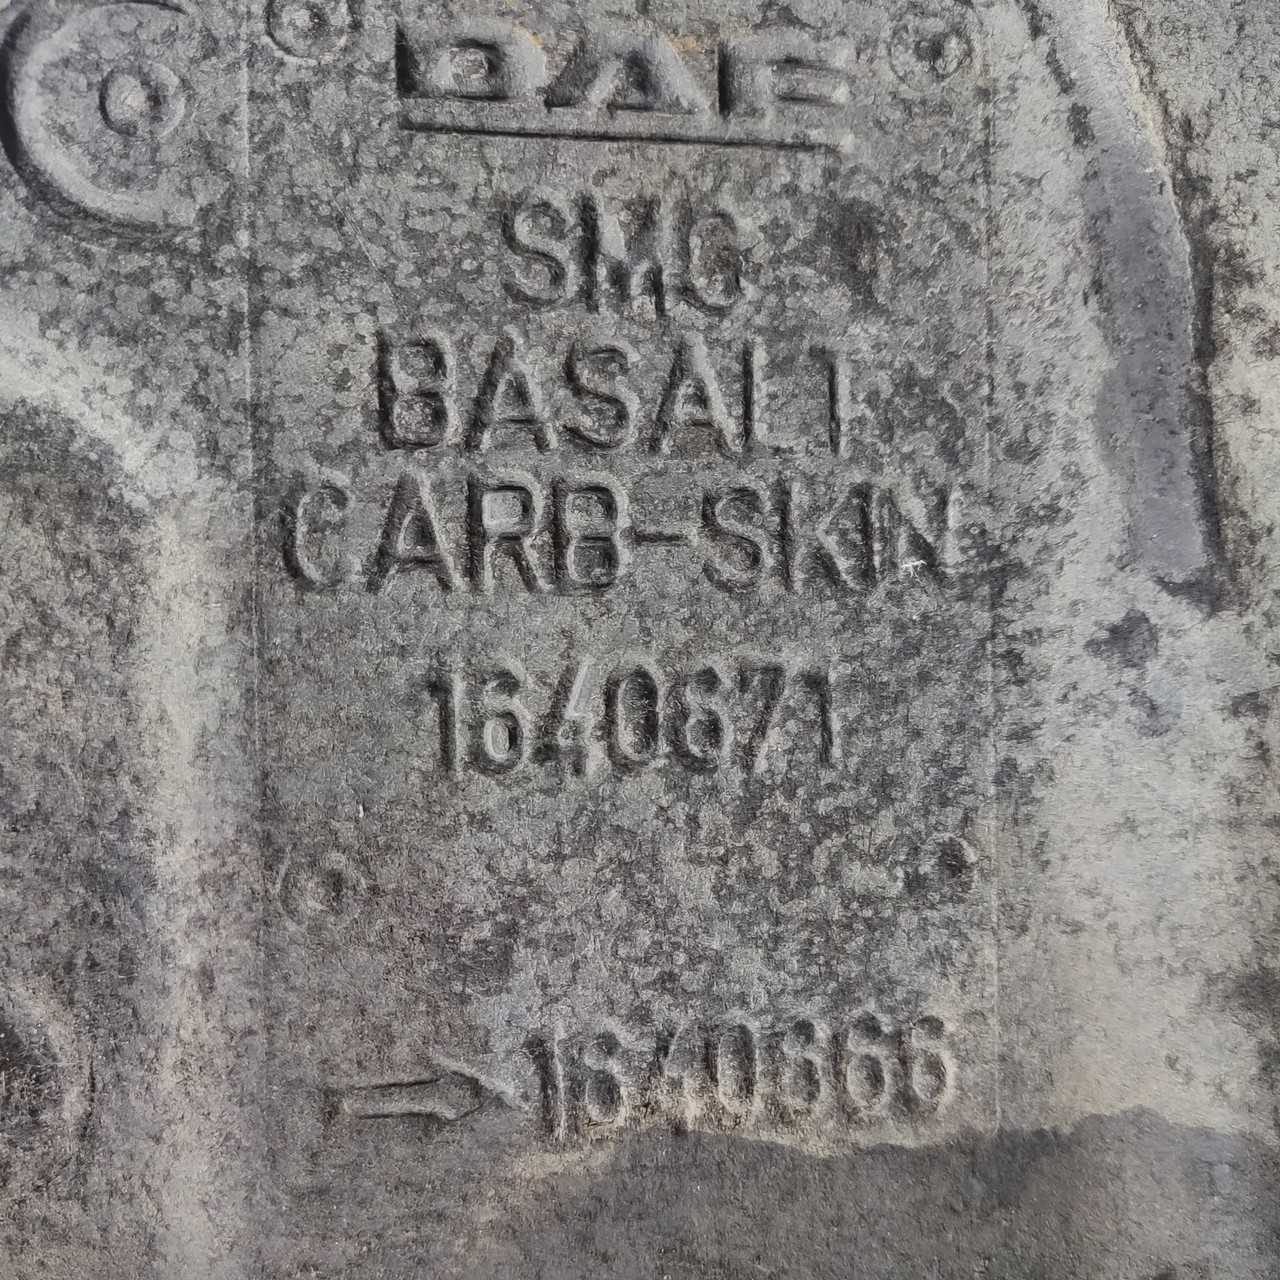 DAF
SMC
BASALT
CARB-SKIN
1640671
1640866